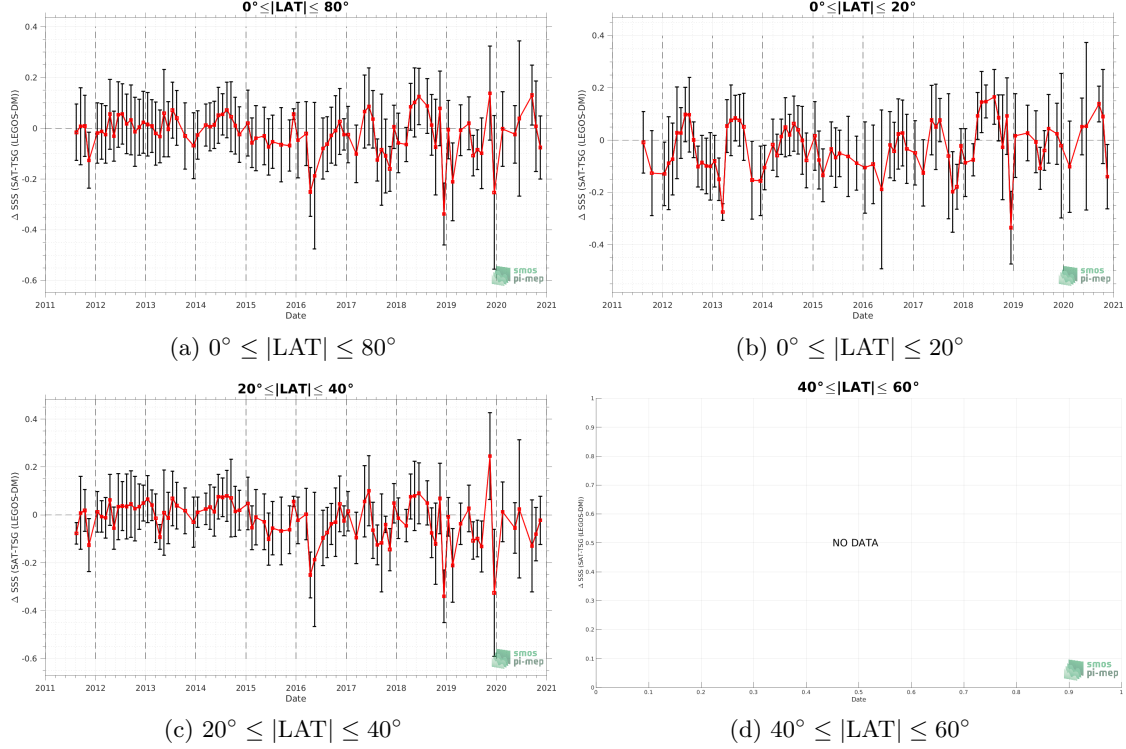 0°≤|LAT|≤ 80°
Δ SSS (SAT-TSG (LEGOS-DM))
0.4
0.2
0
-0.2
-0.4
-0.6
2011 2012 2013 2014 2015 2016 2017 2018 2019 2020 2021
Date
smos
pi-mep
(a) 0° ≤ |LAT| ≤ 80°
0°≤|LAT|≤ 20°
Δ SSS (SAT-TSG (LEGOS-DM))
0.4
0.2
0
-0.2
-0.4
2011 2012 2013 2014 2015 2016 2017 2018 2019 2020 2021
Date
smos
pi-mep
(b) 0° ≤ |LAT| ≤ 20°
20°≤|LAT|≤ 40°
Δ SSS (SAT-TSG (LEGOS-DM))
0.4
0.2
0
-0.2
-0.4
-0.6
2011 2012 2013 2014 2015 2016 2017 2018 2019 2020 2021
Date
smos
pi-mep
(c) 20° ≤ |LAT| ≤ 40°
40°≤|LAT|≤ 60°
Δ SSS (SAT-TSG (LEGOS-DM))
1
0.9
0.8
0.7
0.6
0.5
0.4
0.3
0.2
0.1
0
NO DATA
0 0.1 0.2 0.3 0.4 0.5 0.6 0.7 0.8 0.9 1
Date
smos
pi-mep
(d) 40° ≤ |LAT| ≤ 60°